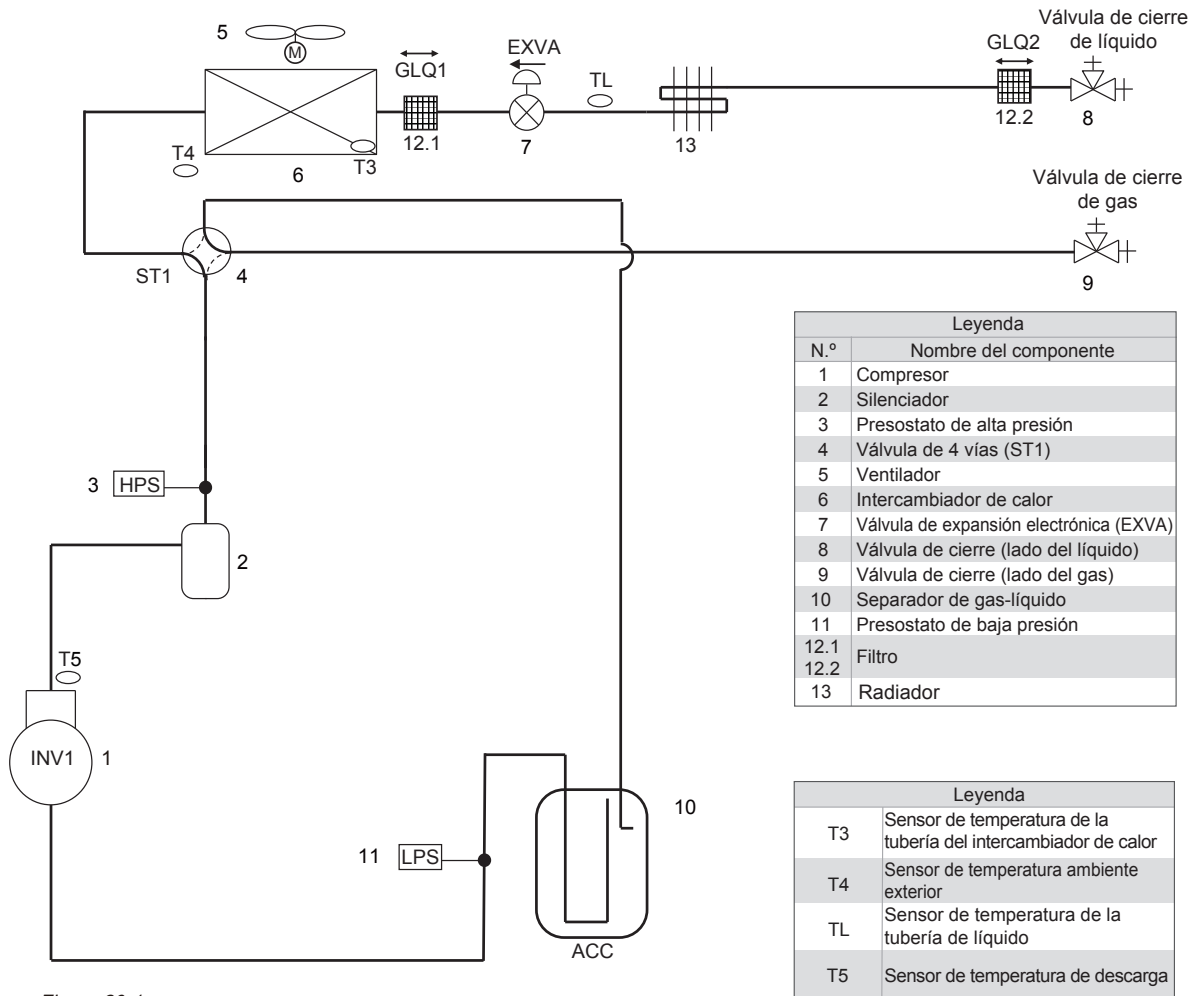 Válvula de cierre
de líquido
5
M
EXVA
GLQ1
TL
GLQ2
12.1
7
13
12.2
8
T4
T3
6
Válvula de cierre
de gas
ST1
4
9
3 HPS
2
T5
INV1 1
11 LPS
10
ACC
Leyenda
N.º Nombre del componente
1 Compresor
2 Silenciador
3 Presostato de alta presión
4 Válvula de 4 vías (ST1)
5 Ventilador
6 Intercambiador de calor
7 Válvula de expansión electrónica (EXVA)
8 Válvula de cierre (lado del líquido)
9 Válvula de cierre (lado del gas)
10 Separador de gas-líquido
11 Presostato de baja presión
12.1
12.2 Filtro
13 Radiador
Leyenda
T3 Sensor de temperatura de la
tubería del intercambiador de calor
T4 Sensor de temperatura ambiente
exterior
TL Sensor de temperatura de la
tubería de líquido
T5 Sensor de temperatura de descarga